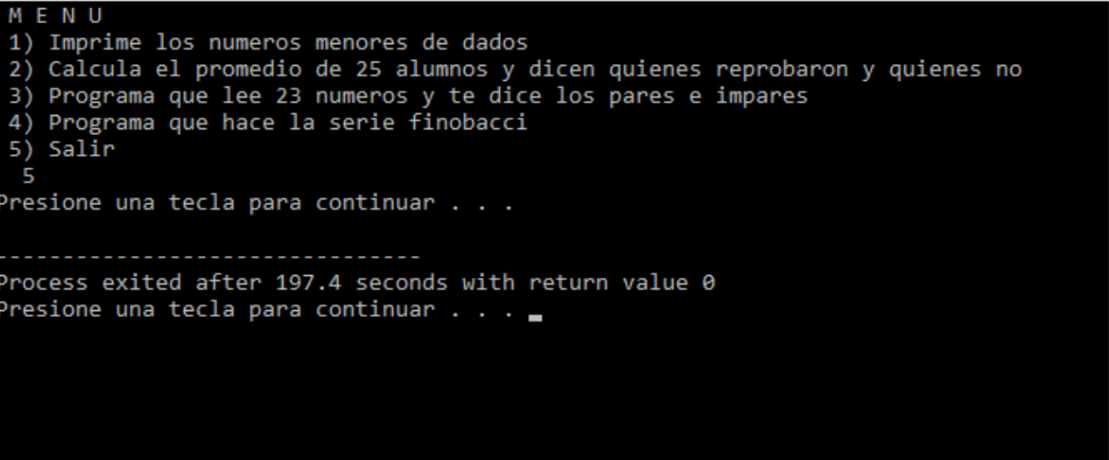 M E N U
1) Imprime los numeros menores de dados
2) Calcula el promedio de 25 alumnos y dicen quienes reprobaron y quienes no
3) Programa que lee 23 numeros y te dice los pares e impares
4) Programa que hace la serie finobacci
5) Salir
5
Presione una tecla para continuar . . .
--------------------------------
Process exited after 197.4 seconds with return value 0
Presione una tecla para continuar . . .